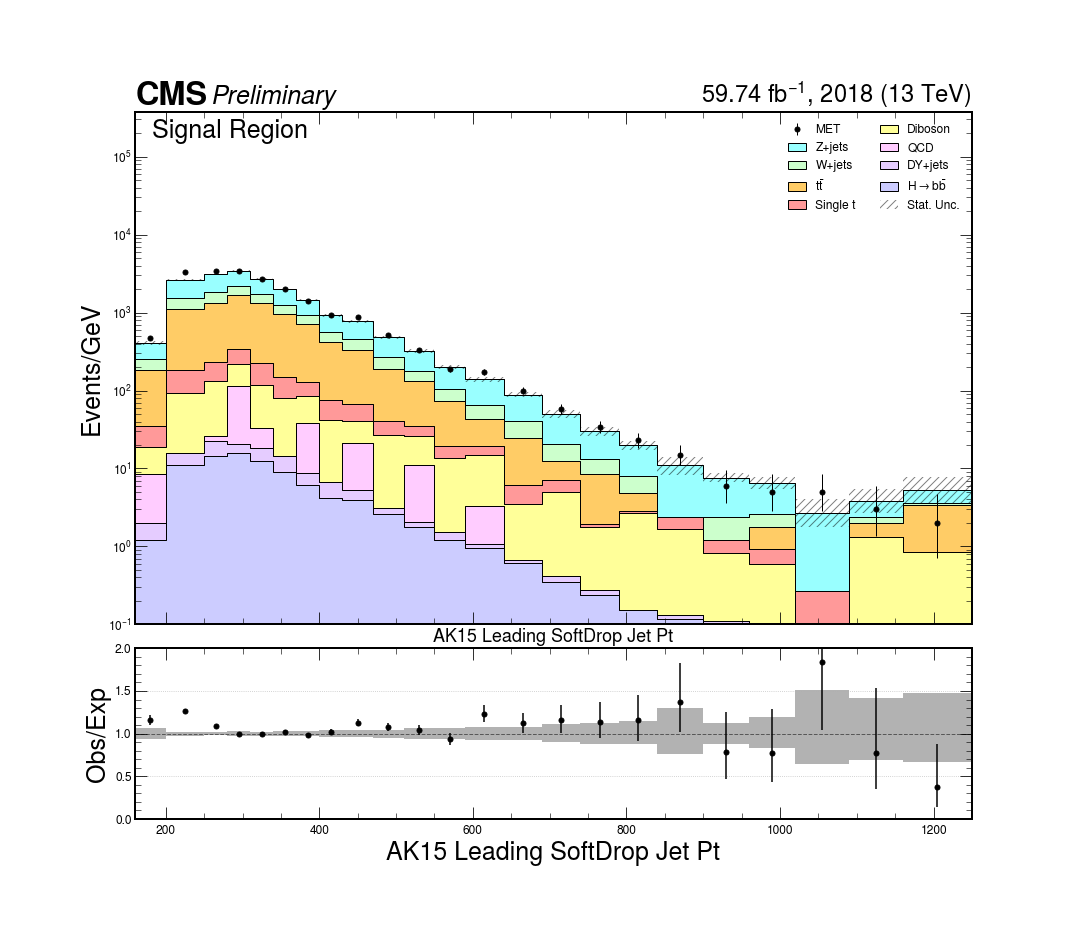 CMS Preliminary 59.74 fb⁻¹, 2018 (13 TeV)
Signal Region
MET Diboson
Z+jets QCD
W+jets DY+jets
tt̄ H→bb̄
Single t Stat. Unc.
Events/GeV
10⁵
10⁴
10³
10²
10¹
10⁰
10⁻¹
AK15 Leading SoftDrop Jet Pt
Obs/Exp
2.0
1.5
1.0
0.5
0.0
200 400 600 800 1000 1200
AK15 Leading SoftDrop Jet Pt